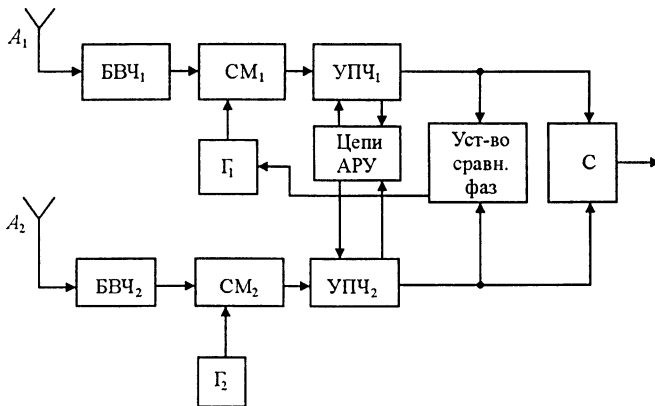 A₁
БВЧ₁
СМ₁
УПЧ₁
Г₁
Цепи
АРУ
Уст-во
сравн.
фаз
С
A₂
БВЧ₂
СМ₂
УПЧ₂
Г₂